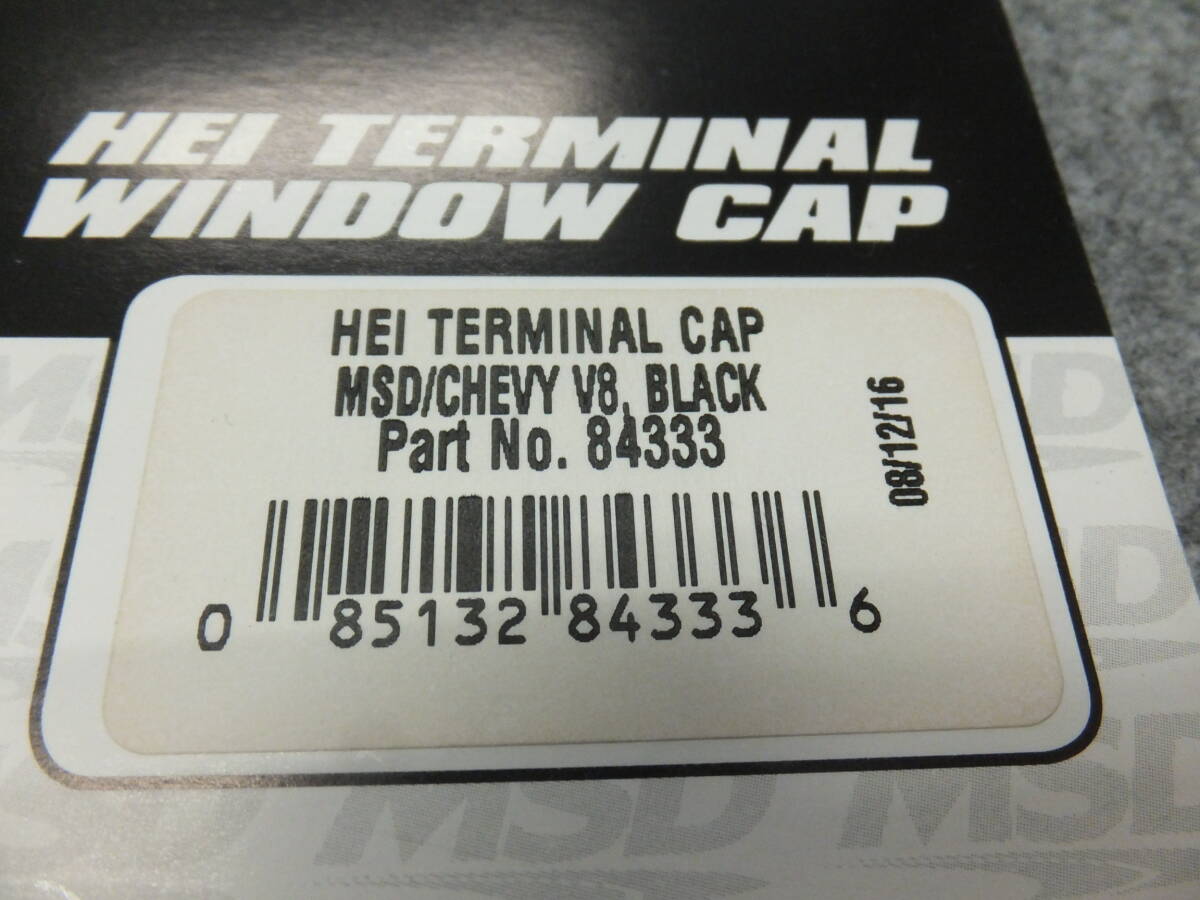 HEI TERMINAL
WINDOW CAP
HEI TERMINAL CAP
MSD/CHEVY V8, BLACK
Part No. 84333
08/12/16
0 85132 84333 6
MSD
MSD